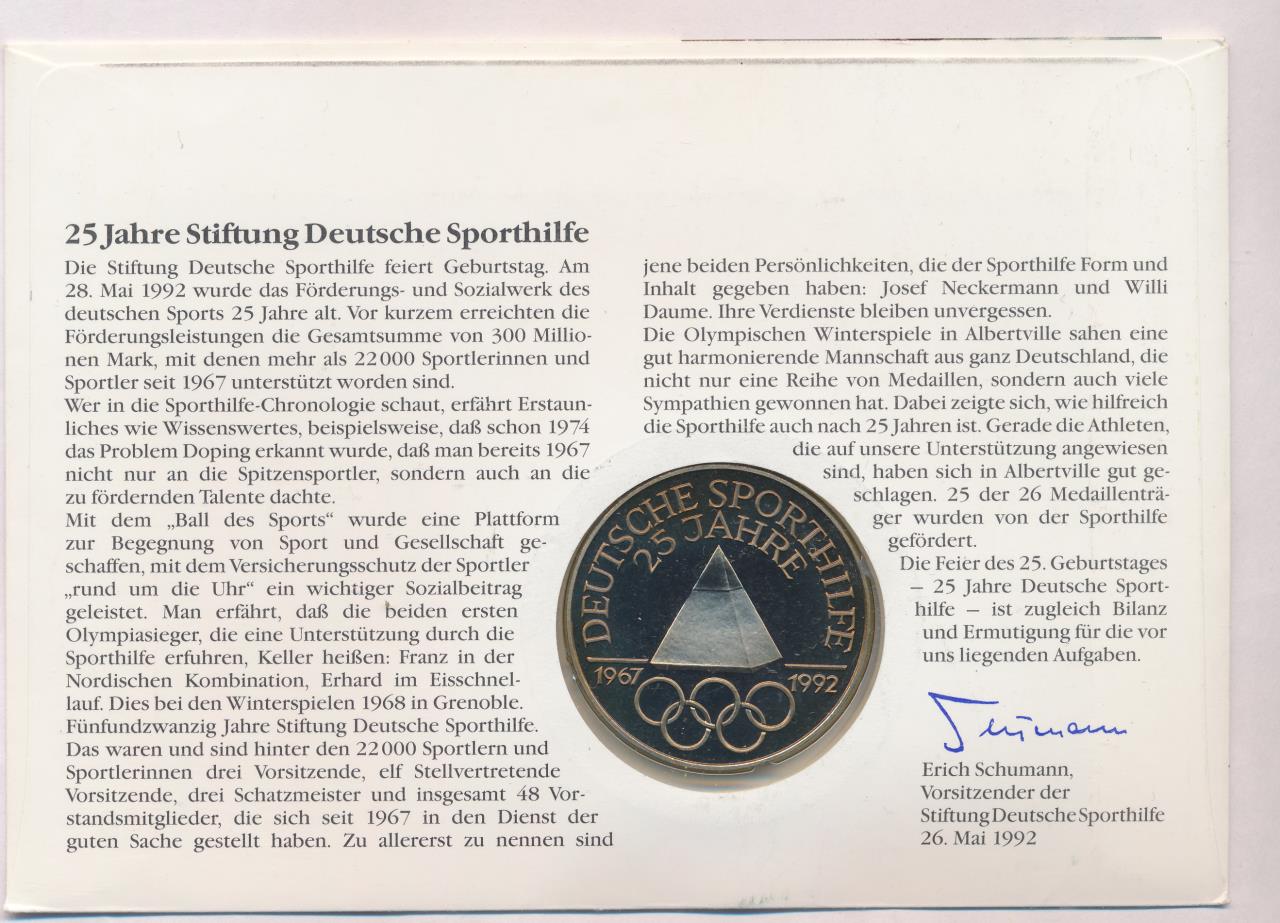 25 Jahre Stiftung Deutsche Sporthilfe
Die Stiftung Deutsche Sporthilfe feiert Geburtstag. Am
28. Mai 1992 wurde das Förderungs- und Sozialwerk des
deutschen Sports 25 Jahre alt. Vor kurzem erreichten die
Förderungsleistungen die Gesamtsumme von 300 Millio-
nen Mark, mit denen mehr als 22000 Sportlerinnen und
Sportler seit 1967 unterstützt worden sind.
Wer in die Sporthilfe-Chronologie schaut, erfährt Erstaun-
liches wie Wissenswertes, beispielsweise, daß schon 1974
das Problem Doping erkannt wurde, daß man bereits 1967
nicht nur an die Spitzensportler, sondern auch an die
zu fördernden Talente dachte.
Mit dem „Ball des Sports“ wurde eine Plattform
zur Begegnung von Sport und Gesellschaft ge-
schaffen, mit dem Versicherungsschutz der Sportler
„rund um die Uhr“ ein wichtiger Sozialbeitrag
geleistet. Man erfährt, daß die beiden ersten
Olympiasieger, die eine Unterstützung durch die
Sporthilfe erfuhren, Keller heißen: Franz in der
Nordischen Kombination, Erhard im Eisschnel-
lauf. Dies bei den Winterspielen 1968 in Grenoble.
Fünfundzwanzig Jahre Stiftung Deutsche Sporthilfe.
Das waren und sind hinter den 22000 Sportlern und
Sportlerinnen drei Vorsitzende, elf Stellvertretende
Vorsitzende, drei Schatzmeister und insgesamt 48 Vor-
standsmitglieder, die sich seit 1967 in den Dienst der
guten Sache gestellt haben. Zu allererst zu nennen sind
jene beiden Persönlichkeiten, die der Sporthilfe Form und
Inhalt gegeben haben: Josef Neckermann und Willi
Daume. Ihre Verdienste bleiben unvergessen.
Die Olympischen Winterspiele in Albertville sahen eine
gut harmonierende Mannschaft aus ganz Deutschland, die
nicht nur eine Reihe von Medaillen, sondern auch viele
Sympathien gewonnen hat. Dabei zeigte sich, wie hilfreich
die Sporthilfe auch nach 25 Jahren ist. Gerade die Athleten,
die auf unsere Unterstützung angewiesen
sind, haben sich in Albertville gut ge-
schlagen. 25 der 26 Medaillenträ-
ger wurden von der Sporthilfe
gefördert.
Die Feier des 25. Geburtstages
– 25 Jahre Deutsche Sport-
hilfe – ist zugleich Bilanz
und Ermutigung für die vor
uns liegenden Aufgaben.
Schumann
Erich Schumann,
Vorsitzender der
Stiftung Deutsche Sporthilfe
26. Mai 1992
DEUTSCHE SPORTHILFE
25 JAHRE
1967
1992